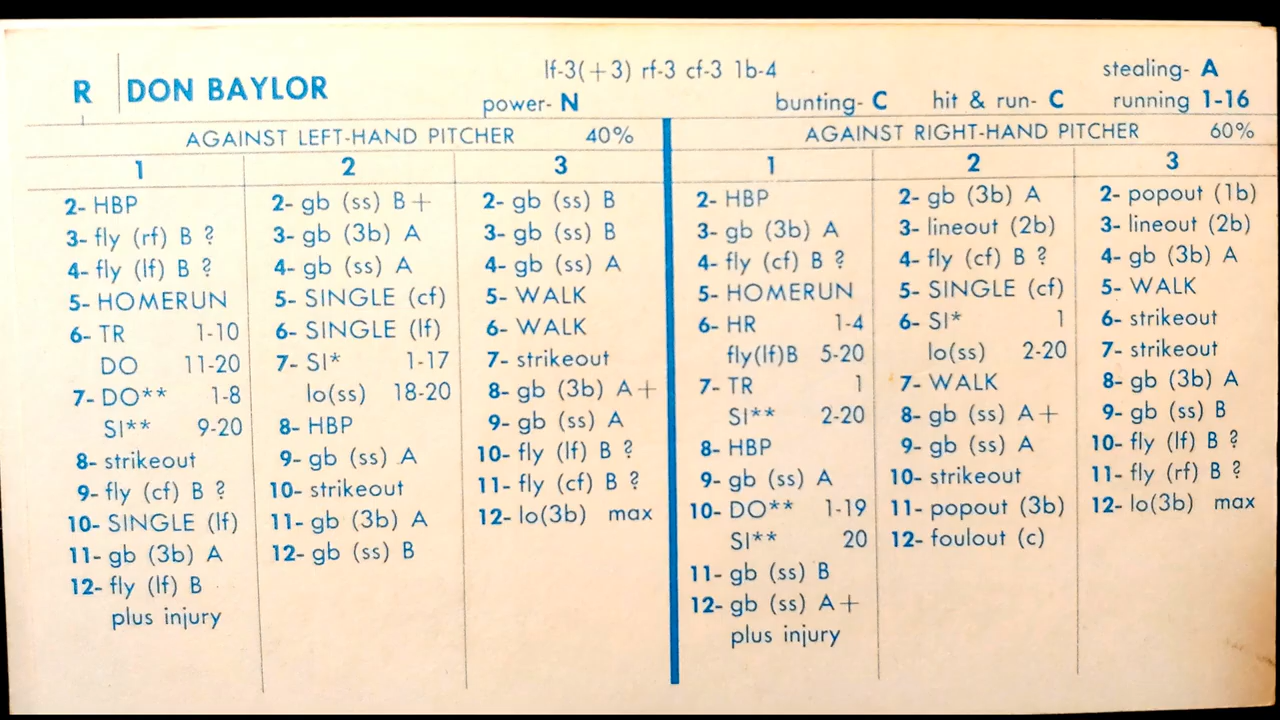 R DON BAYLOR
lf-3(+3) rf-3 cf-3 1b-4
stealing- A
power- N bunting- C hit & run- C running 1-16
AGAINST LEFT-HAND PITCHER 40%
1 2 3
2- HBP
3- fly (rf) B ?
4- fly (lf) B ?
5- HOMERUN
6- TR 1-10
DO 11-20
7- DO** 1-8
SI** 9-20
8- strikeout
9- fly (cf) B ?
10- SINGLE (lf)
11- gb (3b) A
12- fly (lf) B
plus injury
2- gb (ss) B+
3- gb (3b) A
4- gb (ss) A
5- SINGLE (cf)
6- SINGLE (lf)
7- SI* 1-17
lo(ss) 18-20
8- HBP
9- gb (ss) A
10- strikeout
11- gb (3b) A
12- gb (ss) B
2- gb (ss) B
3- gb (ss) B
4- gb (ss) A
5- WALK
6- WALK
7- strikeout
8- gb (3b) A+
9- gb (ss) A
10- fly (lf) B ?
11- fly (cf) B ?
12- lo(3b) max
AGAINST RIGHT-HAND PITCHER 60%
1 2 3
2- HBP
3- gb (3b) A
4- fly (cf) B ?
5- HOMERUN
6- HR 1-4
fly(lf)B 5-20
7- TR 1
SI** 2-20
8- HBP
9- gb (ss) A
10- DO** 1-19
SI** 20
11- gb (ss) B
12- gb (ss) A+
plus injury
2- gb (3b) A
3- lineout (2b)
4- fly (cf) B ?
5- SINGLE (cf)
6- SI* 1
lo(ss) 2-20
7- WALK
8- gb (ss) A+
9- gb (ss) A
10- strikeout
11- popout (3b)
12- foulout (c)
2- popout (1b)
3- lineout (2b)
4- gb (3b) A
5- WALK
6- strikeout
7- strikeout
8- gb (3b) A
9- gb (ss) B
10- fly (lf) B ?
11- fly (rf) B ?
12- lo(3b) max